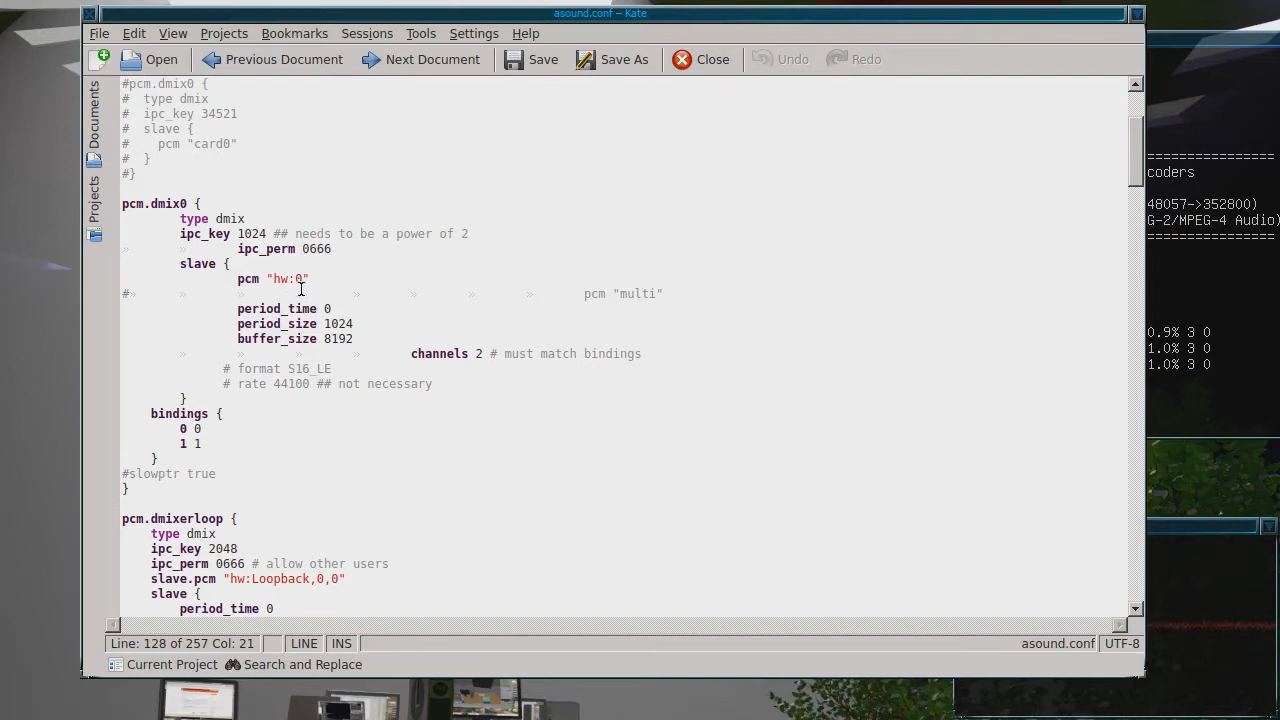 asound.conf – Kate
File Edit View Projects Bookmarks Sessions Tools Settings Help
Open Previous Document Next Document Save Save As Close Undo Redo
Documents
Projects
#pcm.dmix0 {
#  type dmix
#  ipc_key 34521
#  slave {
#    pcm "card0"
#  }
#}
pcm.dmix0 {
type dmix
ipc_key 1024 ## needs to be a power of 2
» » ipc_perm 0666
slave {
pcm "hw:0"
#» » » » » » » » pcm "multi"
period_time 0
period_size 1024
buffer_size 8192
» » » » channels 2 # must match bindings
# format S16_LE
# rate 44100 ## not necessary
}
bindings {
0 0
1 1
}
#slowptr true
}
pcm.dmixerloop {
type dmix
ipc_key 2048
ipc_perm 0666 # allow other users
slave.pcm "hw:Loopback,0,0"
slave {
period_time 0
Line: 128 of 257 Col: 21 LINE INS asound.conf UTF-8
Current Project Search and Replace
================
coders
48057->352800)
G-2/MPEG-4 Audio)
================
0.9% 3 0
1.0% 3 0
1.0% 3 0